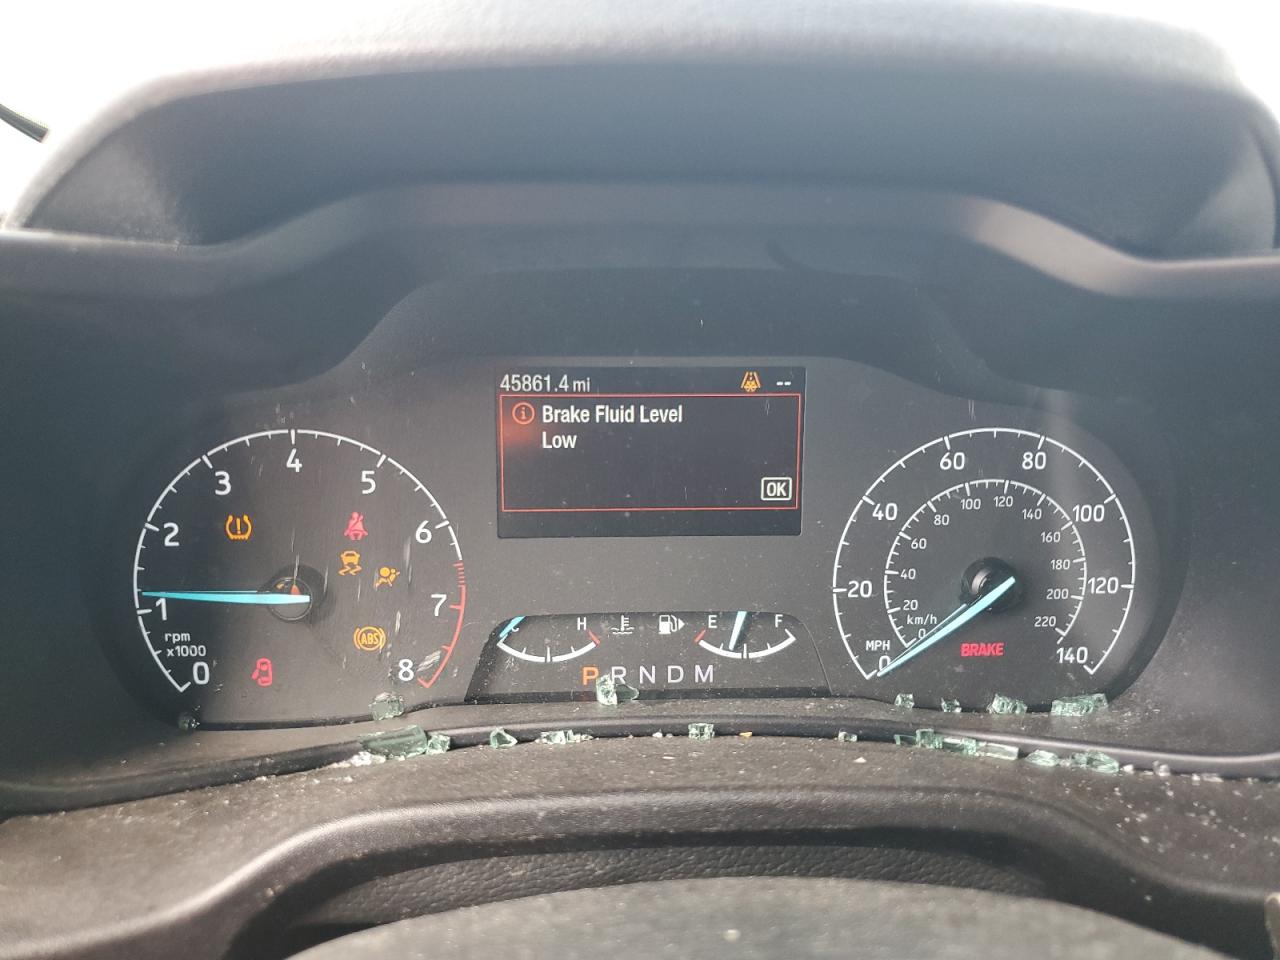 45861.4 mi --
Brake Fluid Level
Low
OK
0 1 2 3 4 5 6 7 8
rpm
x1000
ABS
C H E F
P R N D M
0 20 40 60 80 100 120 140
MPH
0 20 40 60 80 100 120 140 160 180 200 220
km/h
BRAKE